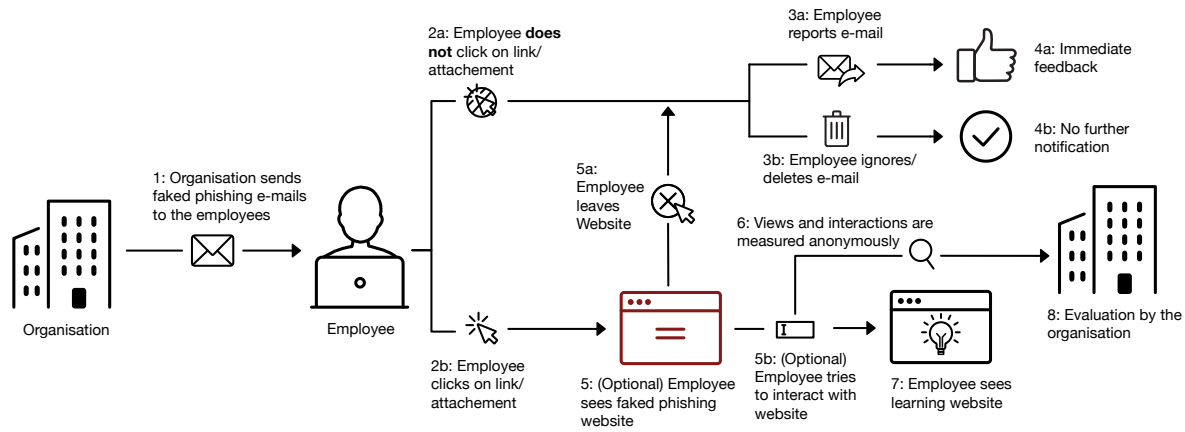 2a: Employee does
not click on link/
attachement
3a: Employee
reports e-mail
4a: Immediate
feedback
3b: Employee ignores/
deletes e-mail
4b: No further
notification
1: Organisation sends
faked phishing e-mails
to the employees
5a:
Employee
leaves
Website
6: Views and interactions are
measured anonymously
Organisation
Employee
2b: Employee
clicks on link/
attachement
5: (Optional) Employee
sees faked phishing
website
5b: (Optional)
Employee tries
to interact with
website
7: Employee sees
learning website
8: Evaluation by the
organisation